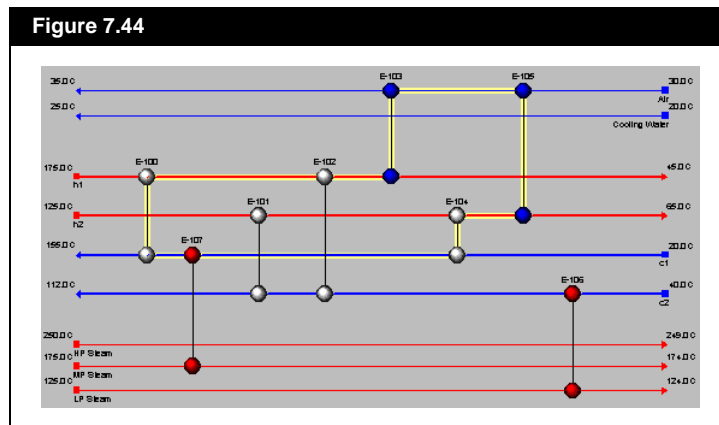 Figure 7.44
35.0 C E-103 E-105 30.0 C
Air
25.0 C 20.0 C
Cooling Water
175.0 C E-100 E-102 45.0 C
h1
125.0 C E-101 E-104 65.0 C
h2
E-107 20.0 C
c1
112.0 C E-106 40.0 C
c2
250.0 C 249.0 C
HP Steam
175.0 C 174.0 C
MP Steam
125.0 C 124.0 C
LP Steam